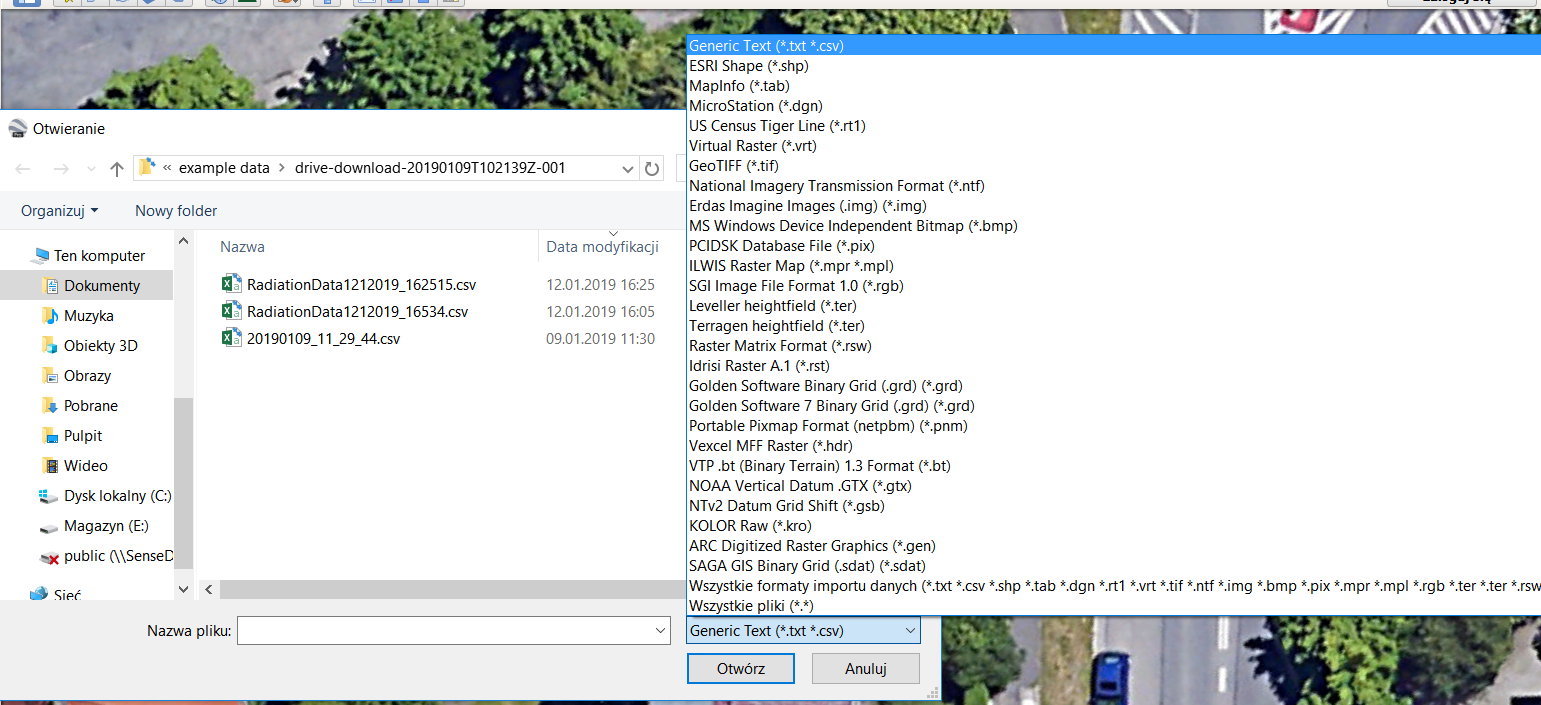 Generic Text (*.txt *.csv)
ESRI Shape (*.shp)
MapInfo (*.tab)
MicroStation (*.dgn)
US Census Tiger Line (*.rt1)
Virtual Raster (*.vrt)
GeoTIFF (*.tif)
National Imagery Transmission Format (*.ntf)
Erdas Imagine Images (.img) (*.img)
MS Windows Device Independent Bitmap (*.bmp)
PCIDSK Database File (*.pix)
ILWIS Raster Map (*.mpr *.mpl)
SGI Image File Format 1.0 (*.rgb)
Leveller heightfield (*.ter)
Terragen heightfield (*.ter)
Raster Matrix Format (*.rsw)
Idrisi Raster A.1 (*.rst)
Golden Software Binary Grid (.grd) (*.grd)
Golden Software 7 Binary Grid (.grd) (*.grd)
Portable Pixmap Format (netpbm) (*.pnm)
Vexcel MFF Raster (*.hdr)
VTP .bt (Binary Terrain) 1.3 Format (*.bt)
NOAA Vertical Datum .GTX (*.gtx)
NTv2 Datum Grid Shift (*.gsb)
KOLOR Raw (*.kro)
ARC Digitized Raster Graphics (*.gen)
SAGA GIS Binary Grid (.sdat) (*.sdat)
Wszystkie formaty importu danych (*.txt *.csv *.shp *.tab *.dgn *.rt1 *.vrt *.tif *.ntf *.img *.bmp *.pix *.mpr *.mpl *.rgb *.ter *.ter *.rsw
Wszystkie pliki (*.*)
Otwieranie
« example data > drive-download-20190109T102139Z-001
Organizuj Nowy folder
Ten komputer
Dokumenty
Muzyka
Obiekty 3D
Obrazy
Pobrane
Pulpit
Wideo
Dysk lokalny (C:)
Magazyn (E:)
public (\\SenseD
Sieć
Nazwa Data modyfikacji
RadiationData1212019_162515.csv 12.01.2019 16:25
RadiationData1212019_16534.csv 12.01.2019 16:05
20190109_11_29_44.csv 09.01.2019 11:30
Nazwa pliku: Generic Text (*.txt *.csv)
Otwórz Anuluj